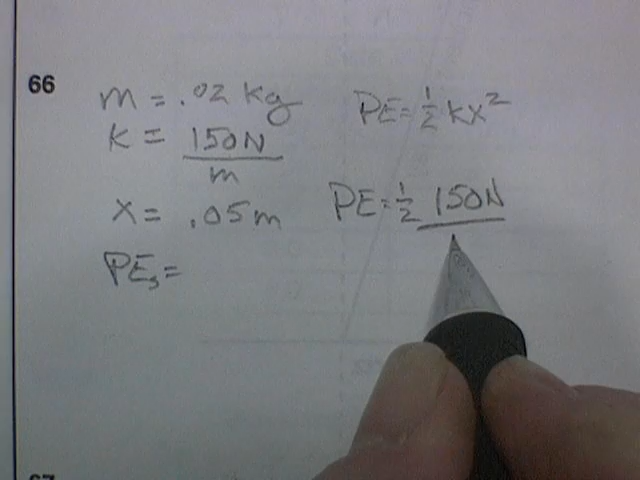 66
m = .02 kg
K = 150N
m
x = .05m
PEs =
PE = 1/2 Kx²
PE = 1/2 150N